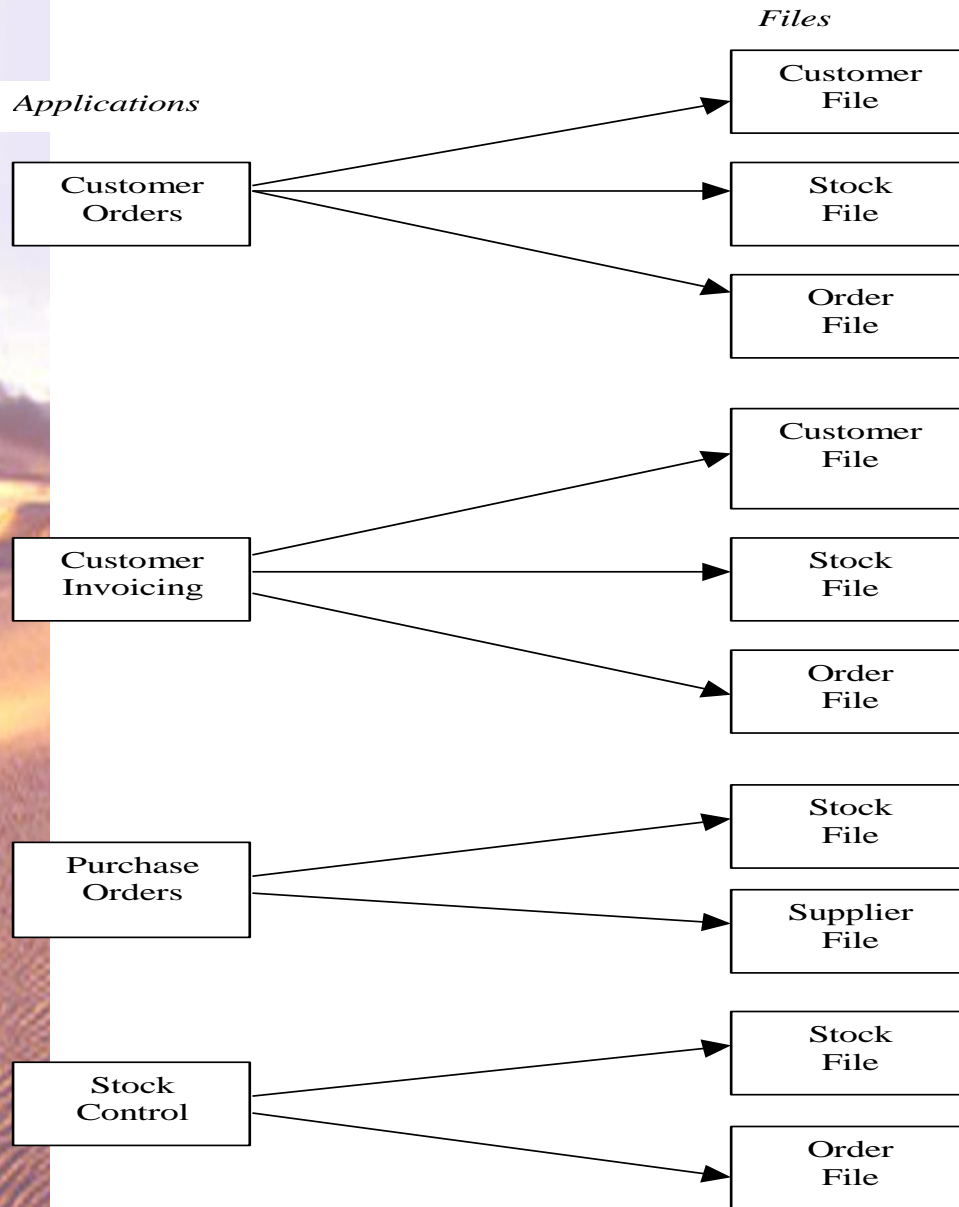 Files
Applications
Customer
File
Customer
Orders
Stock
File
Order
File
Customer
File
Customer
Invoicing
Stock
File
Order
File
Purchase
Orders
Stock
File
Supplier
File
Stock
Control
Stock
File
Order
File